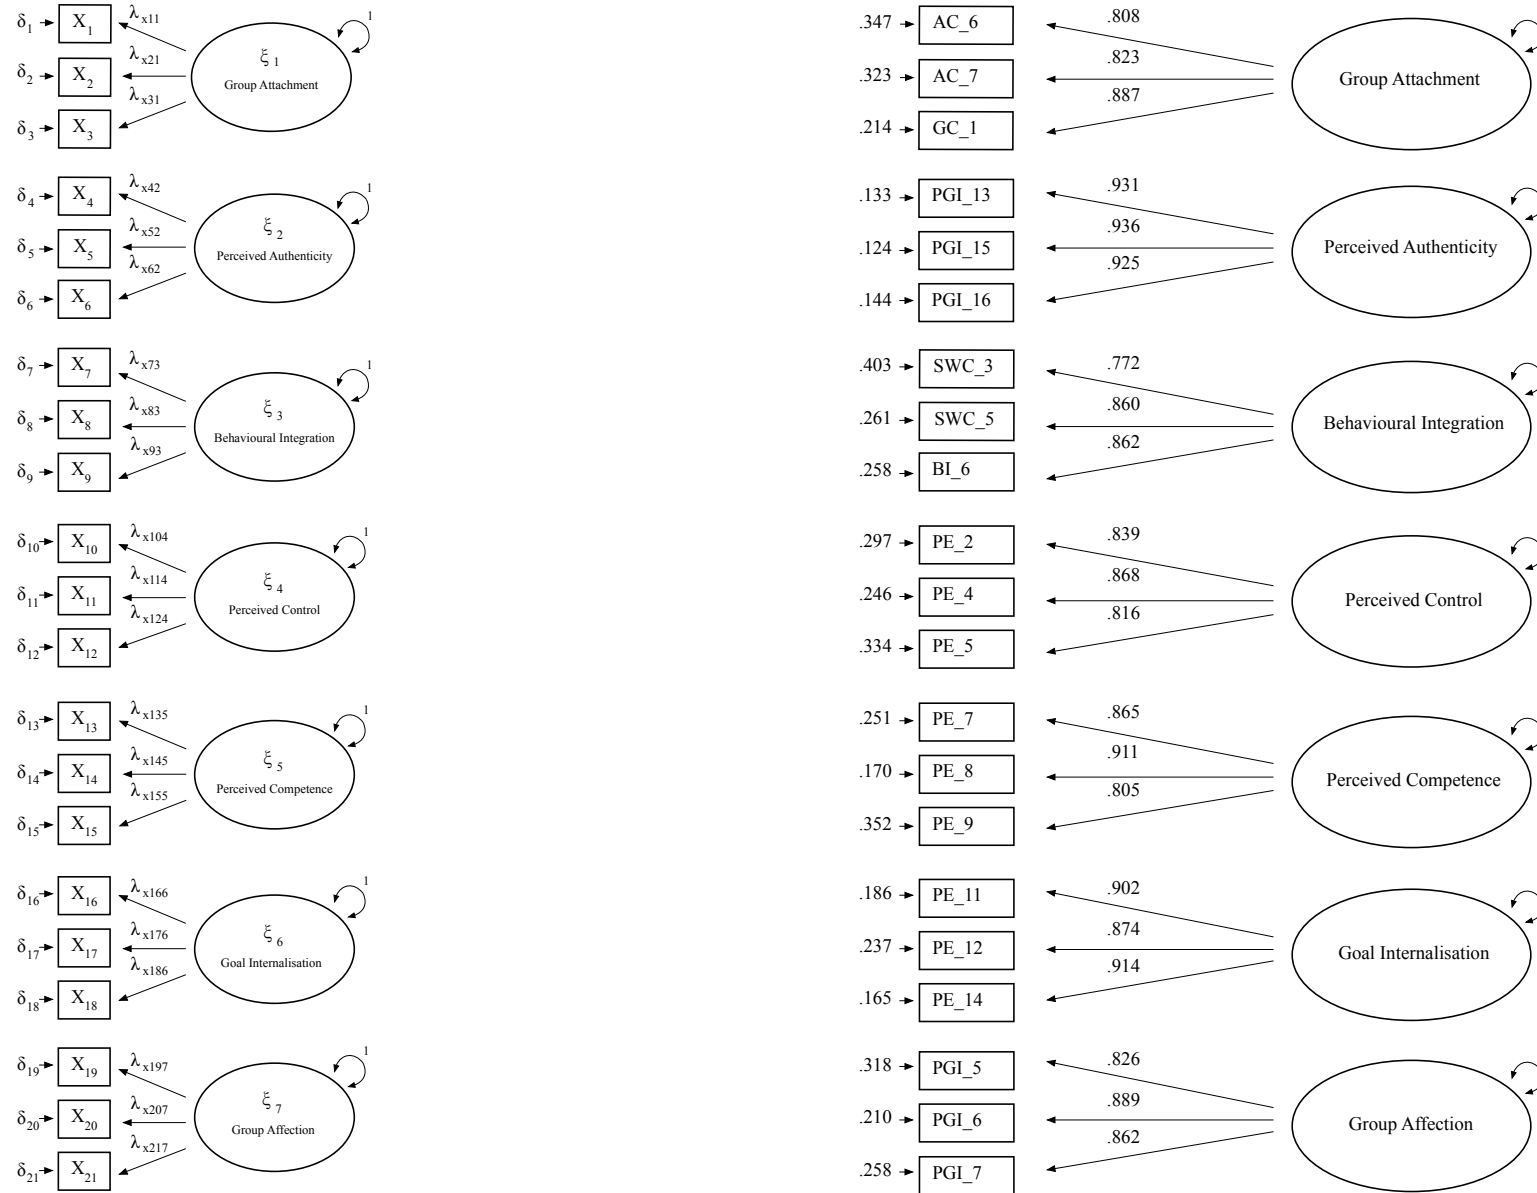 δ1 X1 λx11 1
ξ1
δ2 X2 λx21 Group Attachment
δ3 X3 λx31
δ4 X4 λx42 1
ξ2
δ5 X5 λx52 Perceived Authenticity
δ6 X6 λx62
δ7 X7 λx73 1
ξ3
δ8 X8 λx83 Behavioural Integration
δ9 X9 λx93
δ10 X10 λx104 1
ξ4
δ11 X11 λx114 Perceived Control
δ12 X12 λx124
δ13 X13 λx135 1
ξ5
δ14 X14 λx145 Perceived Competence
δ15 X15 λx155
δ16 X16 λx166 1
ξ6
δ17 X17 λx176 Goal Internalisation
δ18 X18 λx186
δ19 X19 λx197 1
ξ7
δ20 X20 λx207 Group Affection
δ21 X21 λx217
.347 AC_6 .808
.323 AC_7 .823 Group Attachment
.214 GC_1 .887
.133 PGI_13 .931
.124 PGI_15 .936 Perceived Authenticity
.144 PGI_16 .925
.403 SWC_3 .772
.261 SWC_5 .860 Behavioural Integration
.258 BI_6 .862
.297 PE_2 .839
.246 PE_4 .868 Perceived Control
.334 PE_5 .816
.251 PE_7 .865
.170 PE_8 .911 Perceived Competence
.352 PE_9 .805
.186 PE_11 .902
.237 PE_12 .874 Goal Internalisation
.165 PE_14 .914
.318 PGI_5 .826
.210 PGI_6 .889 Group Affection
.258 PGI_7 .862